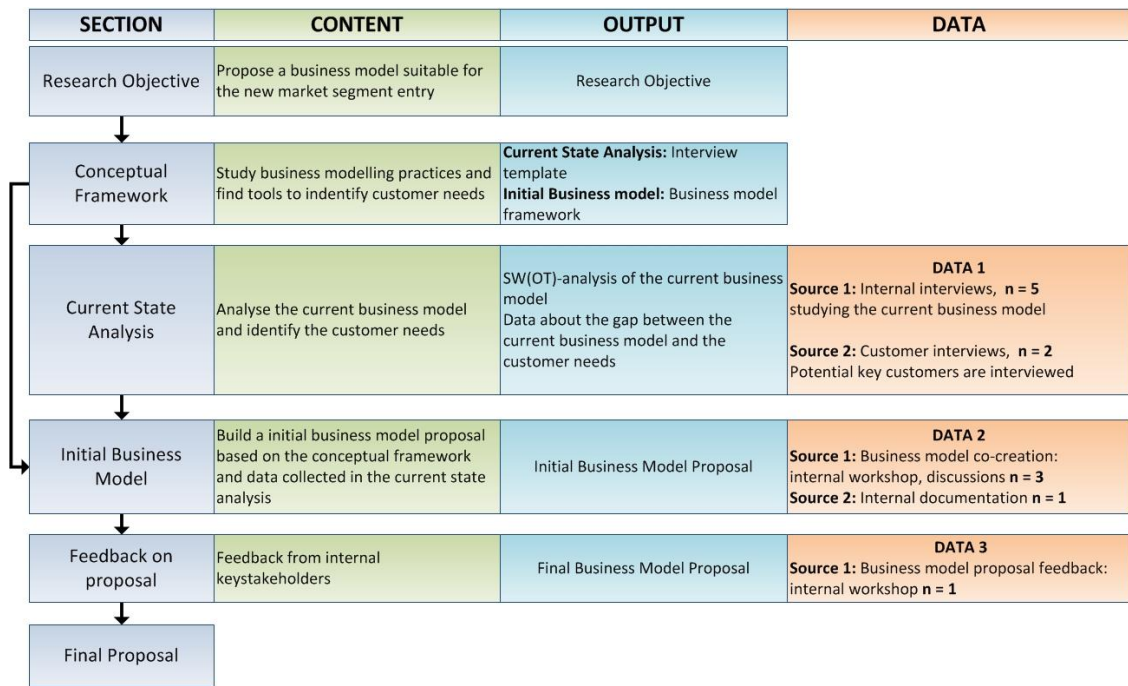 SECTION
CONTENT
OUTPUT
DATA
Research Objective
Propose a business model suitable for
the new market segment entry
Research Objective
Conceptual
Framework
Study business modelling practices and
find tools to indentify customer needs
Current State Analysis: Interview
template
Initial Business model: Business model
framework
Current State
Analysis
Analyse the current business model
and identify the customer needs
SW(OT)-analysis of the current business
model
Data about the gap between the
current business model and the
customer needs
DATA 1
Source 1: Internal interviews, n = 5
studying the current business model
Source 2: Customer interviews, n = 2
Potential key customers are interviewed
Initial Business
Model
Build a initial business model proposal
based on the conceptual framework
and data collected in the current state
analysis
Initial Business Model Proposal
DATA 2
Source 1: Business model co-creation:
internal workshop, discussions n = 3
Source 2: Internal documentation n = 1
Feedback on
proposal
Feedback from internal
keystakeholders
Final Business Model Proposal
DATA 3
Source 1: Business model proposal feedback:
internal workshop n = 1
Final Proposal